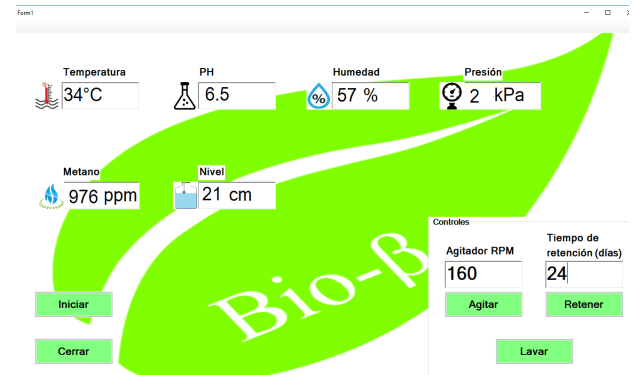 Form1
Temperatura
34°C
PH
6.5
Humedad
%
57 %
Presión
2 kPa
Metano
976 ppm
Nivel
21 cm
Bio-β
Controles
Agitador RPM
160
Tiempo de
retención (días)
24
Agitar
Retener
Lavar
Iniciar
Cerrar